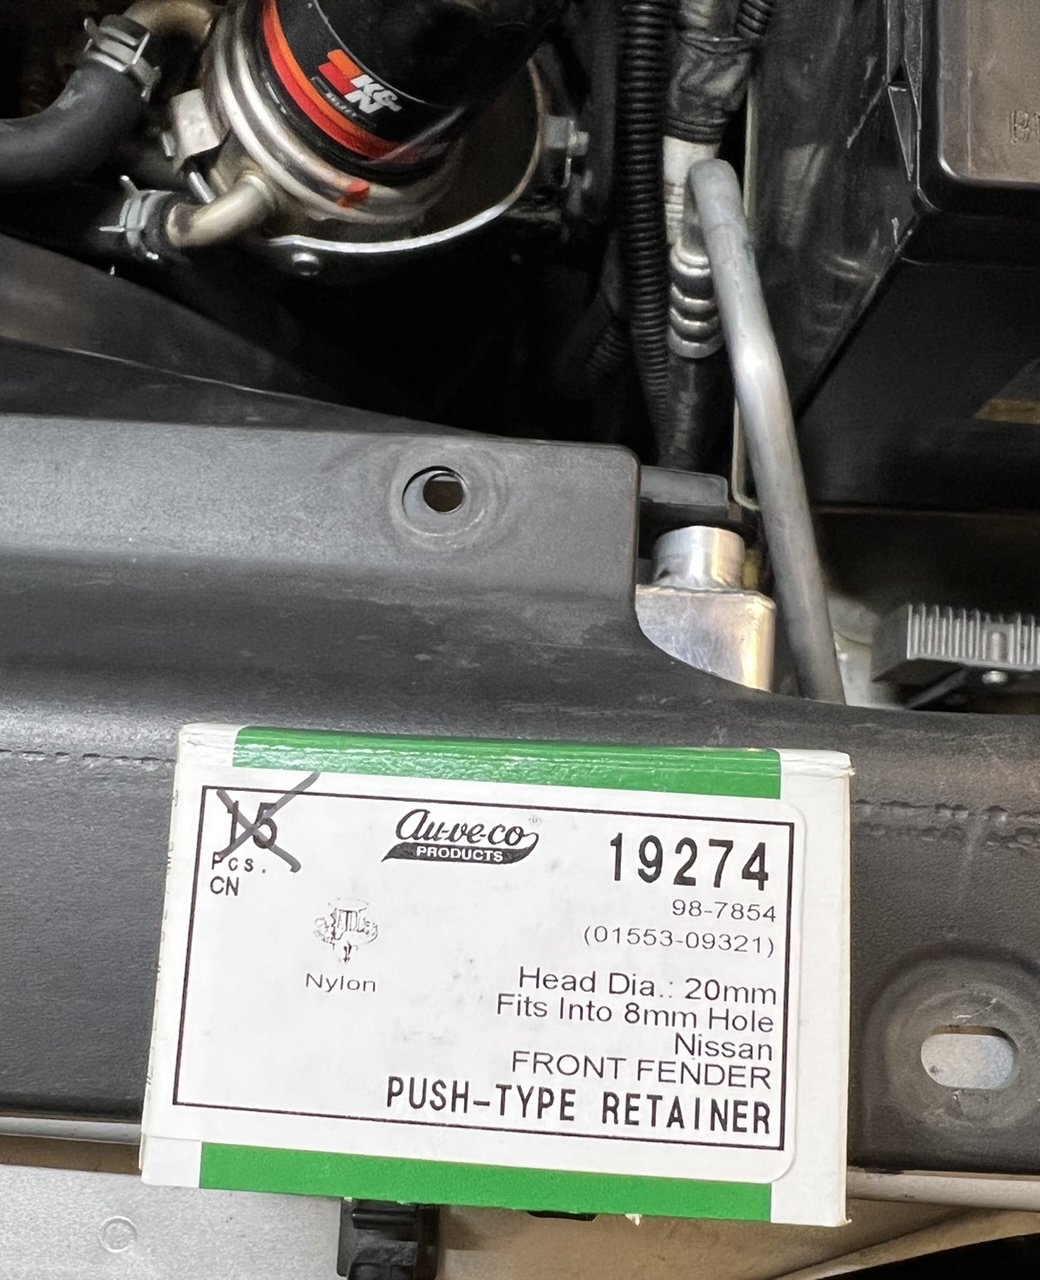 K&N
SELECT
15
Pcs.
CN
Au-ve-co®
PRODUCTS
19274
98-7854
(01553-09321)
Nylon
Head Dia.: 20mm
Fits Into 8mm Hole
Nissan
FRONT FENDER
PUSH-TYPE RETAINER